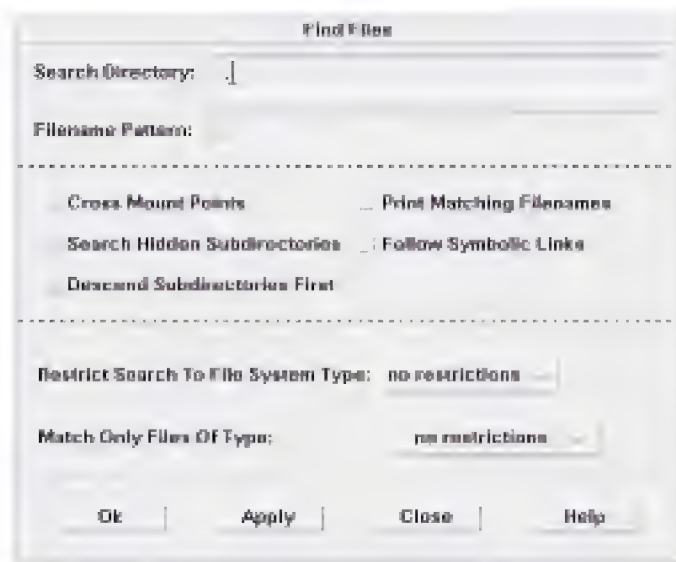 Find Files
Search Directory: .
Filename Pattern:
Cross Mount Points Print Matching Filenames
Search Hidden Subdirectories Follow Symbolic Links
Descend Subdirectories First
Restrict Search To File System Type: no restrictions
Match Only Files Of Type: no restrictions
Ok Apply Close Help